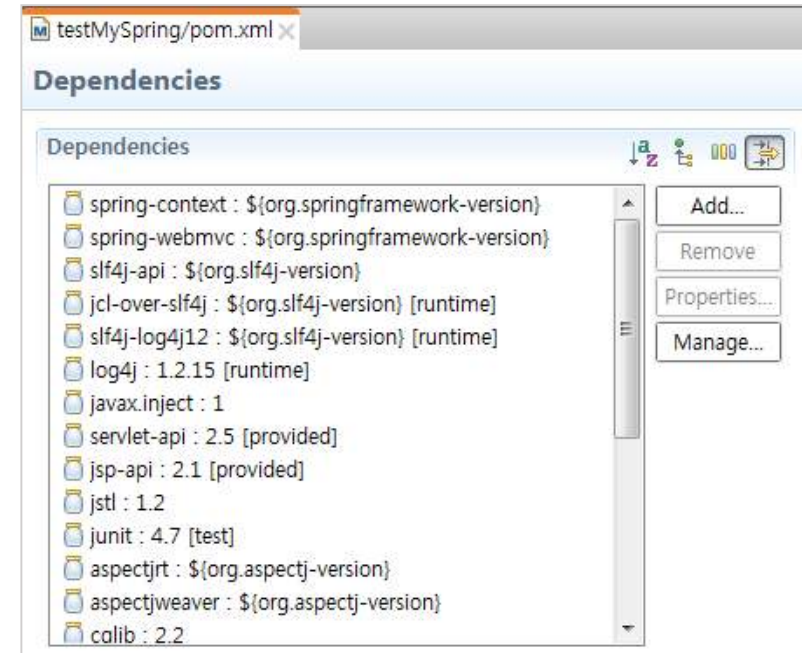 testMySpring/pom.xml
Dependencies
Dependencies
spring-context : ${org.springframework-version}
spring-webmvc : ${org.springframework-version}
slf4j-api : ${org.slf4j-version}
jcl-over-slf4j : ${org.slf4j-version} [runtime]
slf4j-log4j12 : ${org.slf4j-version} [runtime]
log4j : 1.2.15 [runtime]
javax.inject : 1
servlet-api : 2.5 [provided]
jsp-api : 2.1 [provided]
jstl : 1.2
junit : 4.7 [test]
aspectjrt : ${org.aspectj-version}
aspectjweaver : ${org.aspectj-version}
cglib : 2.2
Add...
Remove
Properties...
Manage...